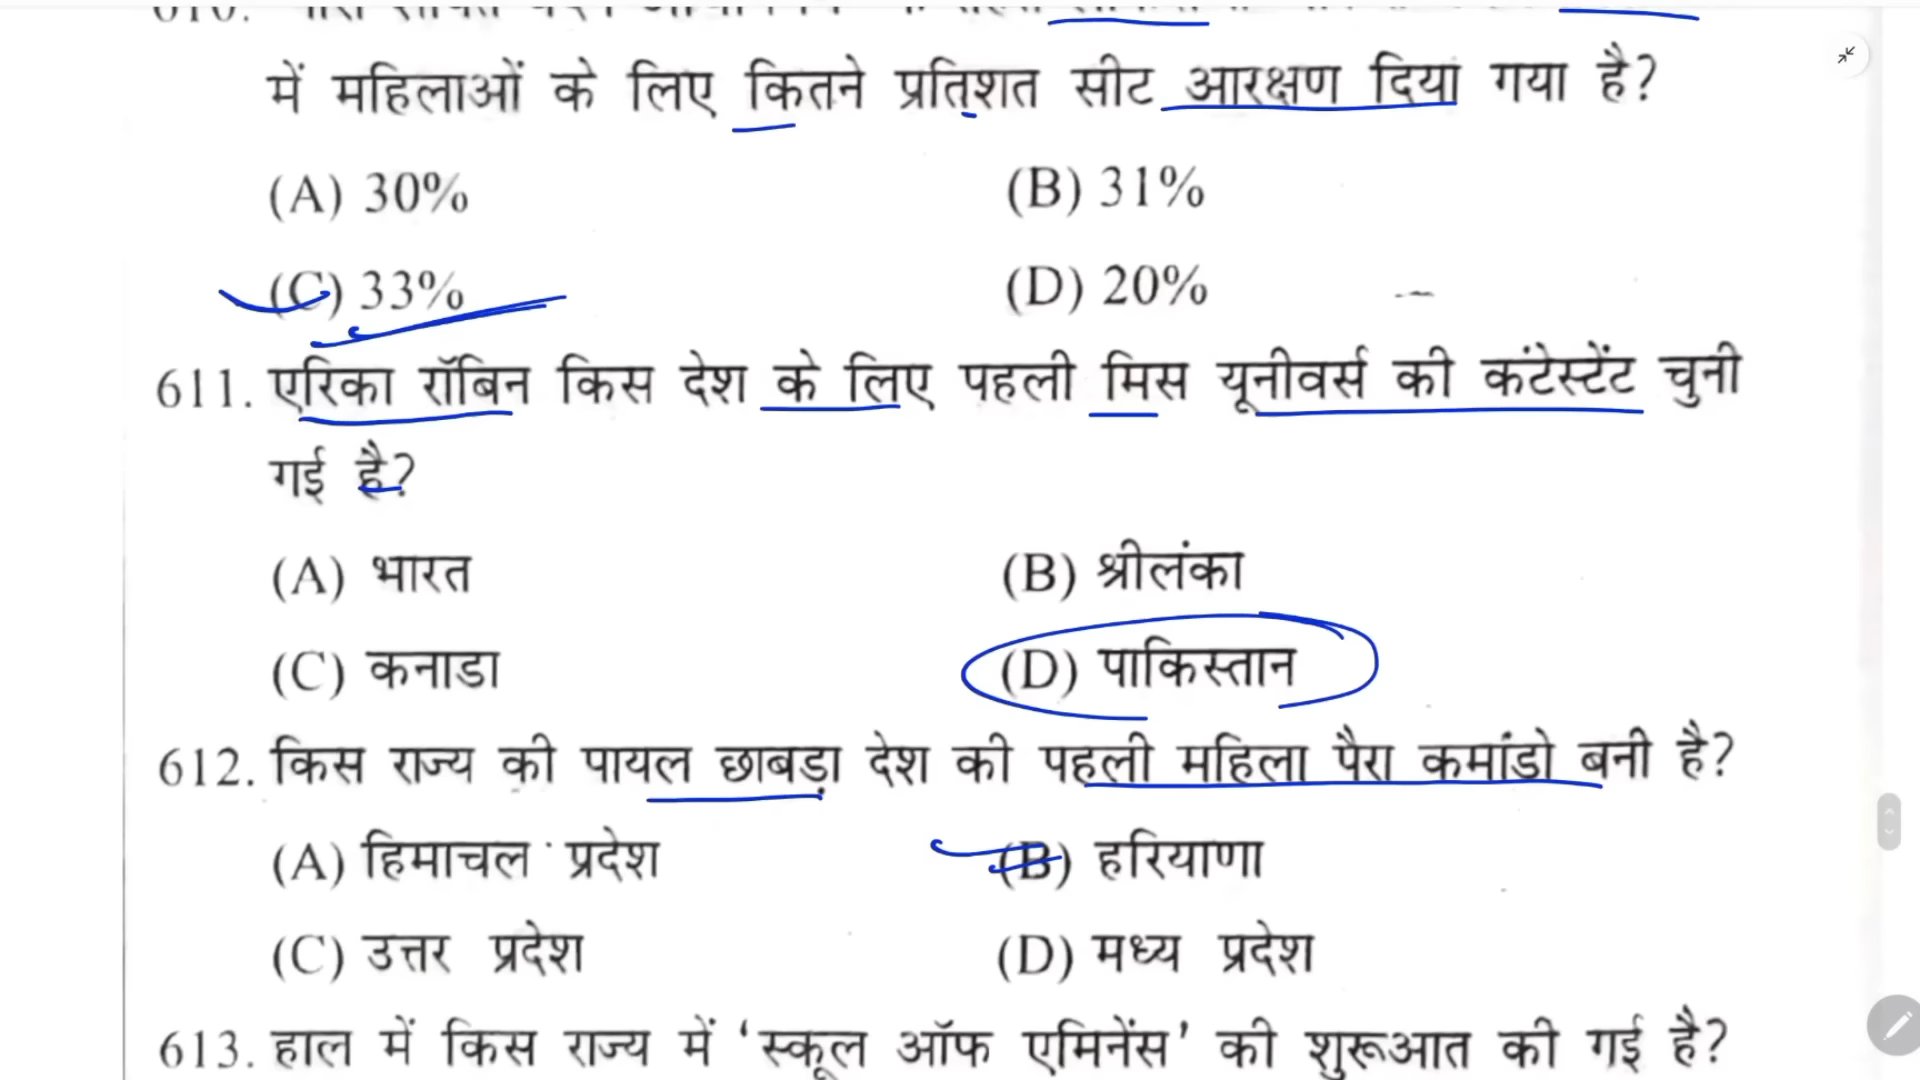 610.
में महिलाओं के लिए कितने प्रतिशत सीट आरक्षण दिया गया है?
(A) 30% (B) 31%
(C) 33% (D) 20%
611. एरिका रॉबिन किस देश के लिए पहली मिस यूनीवर्स की कंटेस्टेंट चुनी
गई है?
(A) भारत (B) श्रीलंका
(C) कनाडा (D) पाकिस्तान
612. किस राज्य की पायल छाबड़ा देश की पहली महिला पैरा कमांडो बनी है?
(A) हिमाचल प्रदेश (B) हरियाणा
(C) उत्तर प्रदेश (D) मध्य प्रदेश
613. हाल में किस राज्य में ‘स्कूल ऑफ एमिनेंस’ की शुरूआत की गई है?